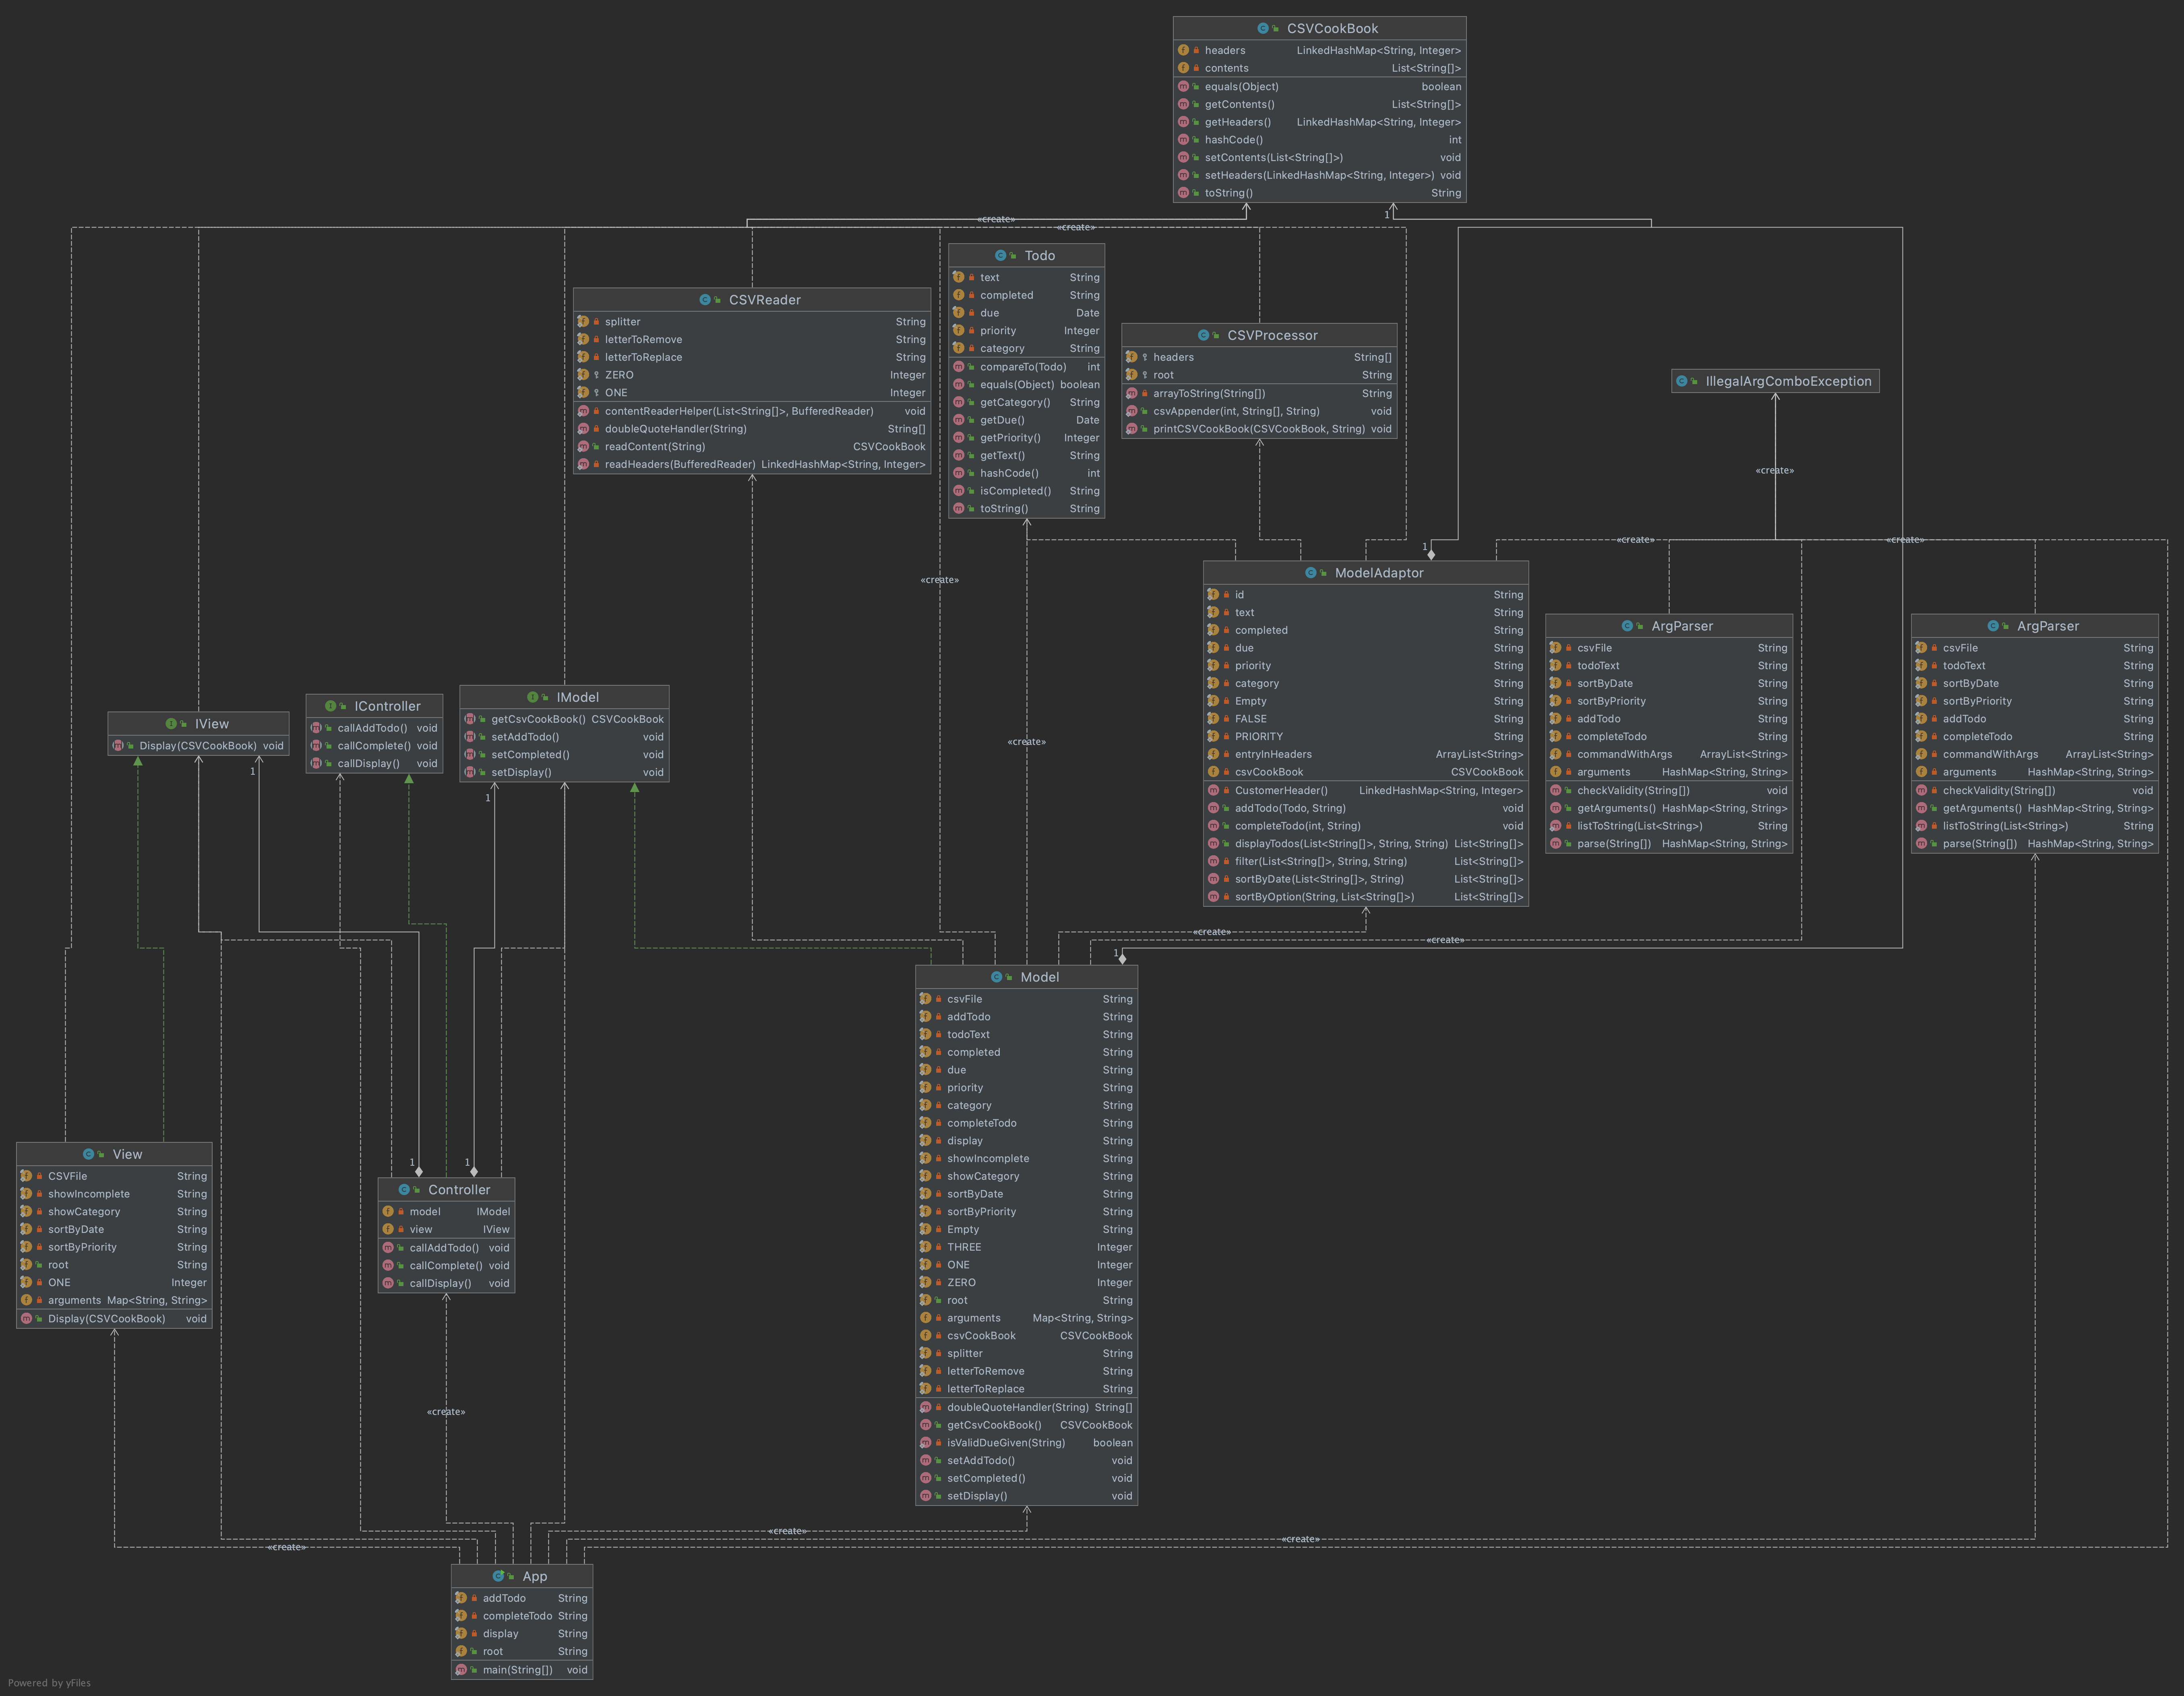 CSVCookBook
headers LinkedHashMap<String, Integer>
contents List<String[]>
equals(Object) boolean
getContents() List<String[]>
getHeaders() LinkedHashMap<String, Integer>
hashCode() int
setContents(List<String[]>) void
setHeaders(LinkedHashMap<String, Integer>) void
toString() String
«create»
1
«create»
Todo
text String
completed String
due Date
priority Integer
category String
compareTo(Todo) int
equals(Object) boolean
getCategory() String
getDue() Date
getPriority() Integer
getText() String
hashCode() int
isCompleted() String
toString() String
CSVReader
splitter String
letterToRemove String
letterToReplace String
ZERO Integer
ONE Integer
contentReaderHelper(List<String[]>, BufferedReader) void
doubleQuoteHandler(String) String[]
readContent(String) CSVCookBook
readHeaders(BufferedReader) LinkedHashMap<String, Integer>
CSVProcessor
headers String[]
root String
arrayToString(String[]) String
csvAppender(int, String[], String) void
printCSVCookBook(CSVCookBook, String) void
IllegalArgComboException
«create»
«create»
«create»
1
«create»
ModelAdaptor
id String
text String
completed String
due String
priority String
category String
Empty String
FALSE String
PRIORITY String
entryInHeaders ArrayList<String>
csvCookBook CSVCookBook
CustomerHeader() LinkedHashMap<String, Integer>
addTodo(Todo, String) void
completeTodo(int, String) void
displayTodos(List<String[]>, String, String) List<String[]>
filter(List<String[]>, String, String) List<String[]>
sortByDate(List<String[]>, String) List<String[]>
sortByOption(String, List<String[]>) List<String[]>
ArgParser
csvFile String
todoText String
sortByDate String
sortByPriority String
addTodo String
completeTodo String
commandWithArgs ArrayList<String>
arguments HashMap<String, String>
checkValidity(String[]) void
getArguments() HashMap<String, String>
listToString(List<String>) String
parse(String[]) HashMap<String, String>
ArgParser
csvFile String
todoText String
sortByDate String
sortByPriority String
addTodo String
completeTodo String
commandWithArgs ArrayList<String>
arguments HashMap<String, String>
checkValidity(String[]) void
getArguments() HashMap<String, String>
listToString(List<String>) String
parse(String[]) HashMap<String, String>
IView
Display(CSVCookBook) void
1
IController
callAddTodo() void
callComplete() void
callDisplay() void
IModel
getCsvCookBook() CSVCookBook
setAddTodo() void
setCompleted() void
setDisplay() void
1
«create»
«create»
«create»
1
Model
csvFile String
addTodo String
todoText String
completed String
due String
priority String
category String
completeTodo String
display String
showIncomplete String
showCategory String
sortByDate String
sortByPriority String
Empty String
THREE Integer
ONE Integer
ZERO Integer
root String
arguments Map<String, String>
csvCookBook CSVCookBook
splitter String
letterToRemove String
letterToReplace String
doubleQuoteHandler(String) String[]
getCsvCookBook() CSVCookBook
isValidDueGiven(String) boolean
setAddTodo() void
setCompleted() void
setDisplay() void
View
CSVFile String
showIncomplete String
showCategory String
sortByDate String
sortByPriority String
root String
ONE Integer
arguments Map<String, String>
Display(CSVCookBook) void
1
1
Controller
model IModel
view IView
callAddTodo() void
callComplete() void
callDisplay() void
«create»
«create»
«create»
«create»
App
addTodo String
completeTodo String
display String
root String
main(String[]) void
Powered by yFiles